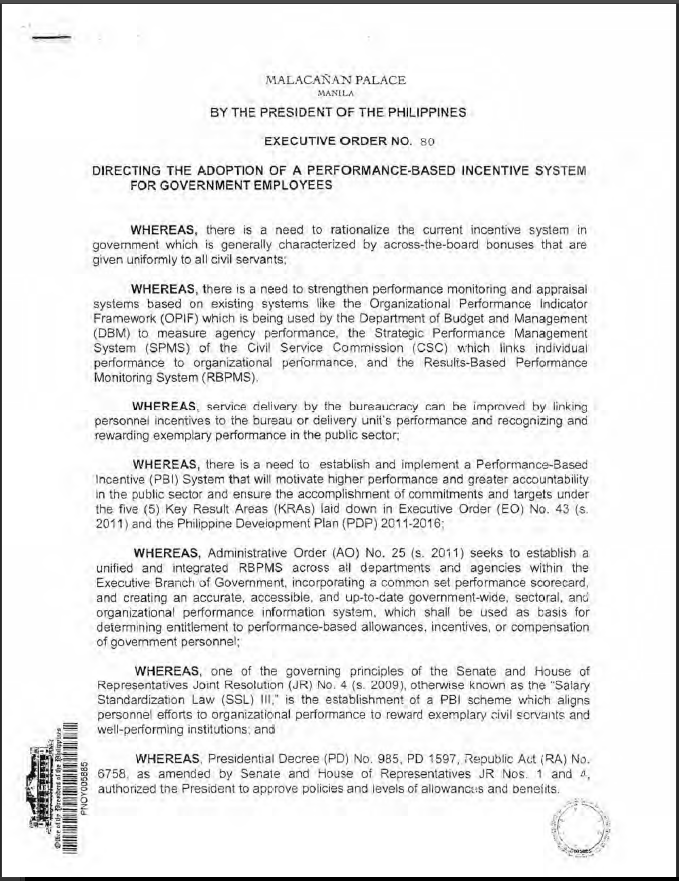 MALACAÑAN PALACE
MANILA
BY THE PRESIDENT OF THE PHILIPPINES
EXECUTIVE ORDER NO. 80
DIRECTING THE ADOPTION OF A PERFORMANCE-BASED INCENTIVE SYSTEM
FOR GOVERNMENT EMPLOYEES
WHEREAS, there is a need to rationalize the current incentive system in
government which is generally characterized by across-the-board bonuses that are
given uniformly to all civil servants;
WHEREAS, there is a need to strengthen performance monitoring and appraisal
systems based on existing systems like the Organizational Performance Indicator
Framework (OPIF) which is being used by the Department of Budget and Management
(DBM) to measure agency performance, the Strategic Performance Management
System (SPMS) of the Civil Service Commission (CSC) which links individual
performance to organizational performance, and the Results-Based Performance
Monitoring System (RBPMS).
WHEREAS, service delivery by the bureaucracy can be improved by linking
personnel incentives to the bureau or delivery unit's performance and recognizing and
rewarding exemplary performance in the public sector;
WHEREAS, there is a need to establish and implement a Performance-Based
Incentive (PBI) System that will motivate higher performance and greater accountability
in the public sector and ensure the accomplishment of commitments and targets under
the five (5) Key Result Areas (KRAs) laid down in Executive Order (EO) No. 43 (s.
2011) and the Philippine Development Plan (PDP) 2011-2016;
WHEREAS, Administrative Order (AO) No. 25 (s. 2011) seeks to establish a
unified and integrated RBPMS across all departments and agencies within the
Executive Branch of Government, incorporating a common set performance scorecard,
and creating an accurate, accessible, and up-to-date government-wide, sectoral, and
organizational performance information system, which shall be used as basis for
determining entitlement to performance-based allowances, incentives, or compensation
of government personnel;
WHEREAS, one of the governing principles of the Senate and House of
Representatives Joint Resolution (JR) No. 4 (s. 2009), otherwise known as the "Salary
Standardization Law (SSL) III," is the establishment of a PBI scheme which aligns
personnel efforts to organizational performance to reward exemplary civil servants and
well-performing institutions; and
WHEREAS, Presidential Decree (PD) No. 985, PD 1597, Republic Act (RA) No.
6758, as amended by Senate and House of Representatives JR Nos. 1 and 4,
authorized the President to approve policies and levels of allowances and benefits.
Office of the President of the Philippines
PNOY005885